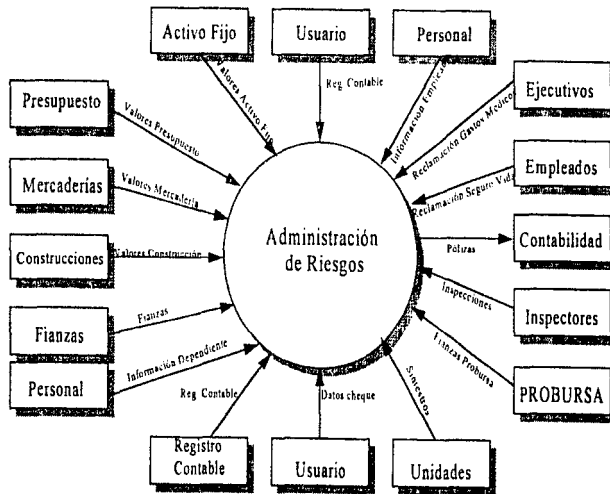 Activo Fijo
Usuario
Personal
Presupuesto
Ejecutivos
Mercaderías
Empleados
Construcciones
Contabilidad
Fianzas
Inspectores
Personal
PROBURSA
Registro
Contable
Usuario
Unidades
Administración
de Riesgos
Valores Activo Fijo
Reg. Contable
Información Empleado
Reclamación Gastos Médicos
Reclamación Seguro Vida
Valores Presupuesto
Valores Mercadería
Valores Construcción
Pólizas
Inspecciones
Fianzas
Fianzas Probursa
Información Dependiente
Reg. Contable
Datos cheque
Siniestros